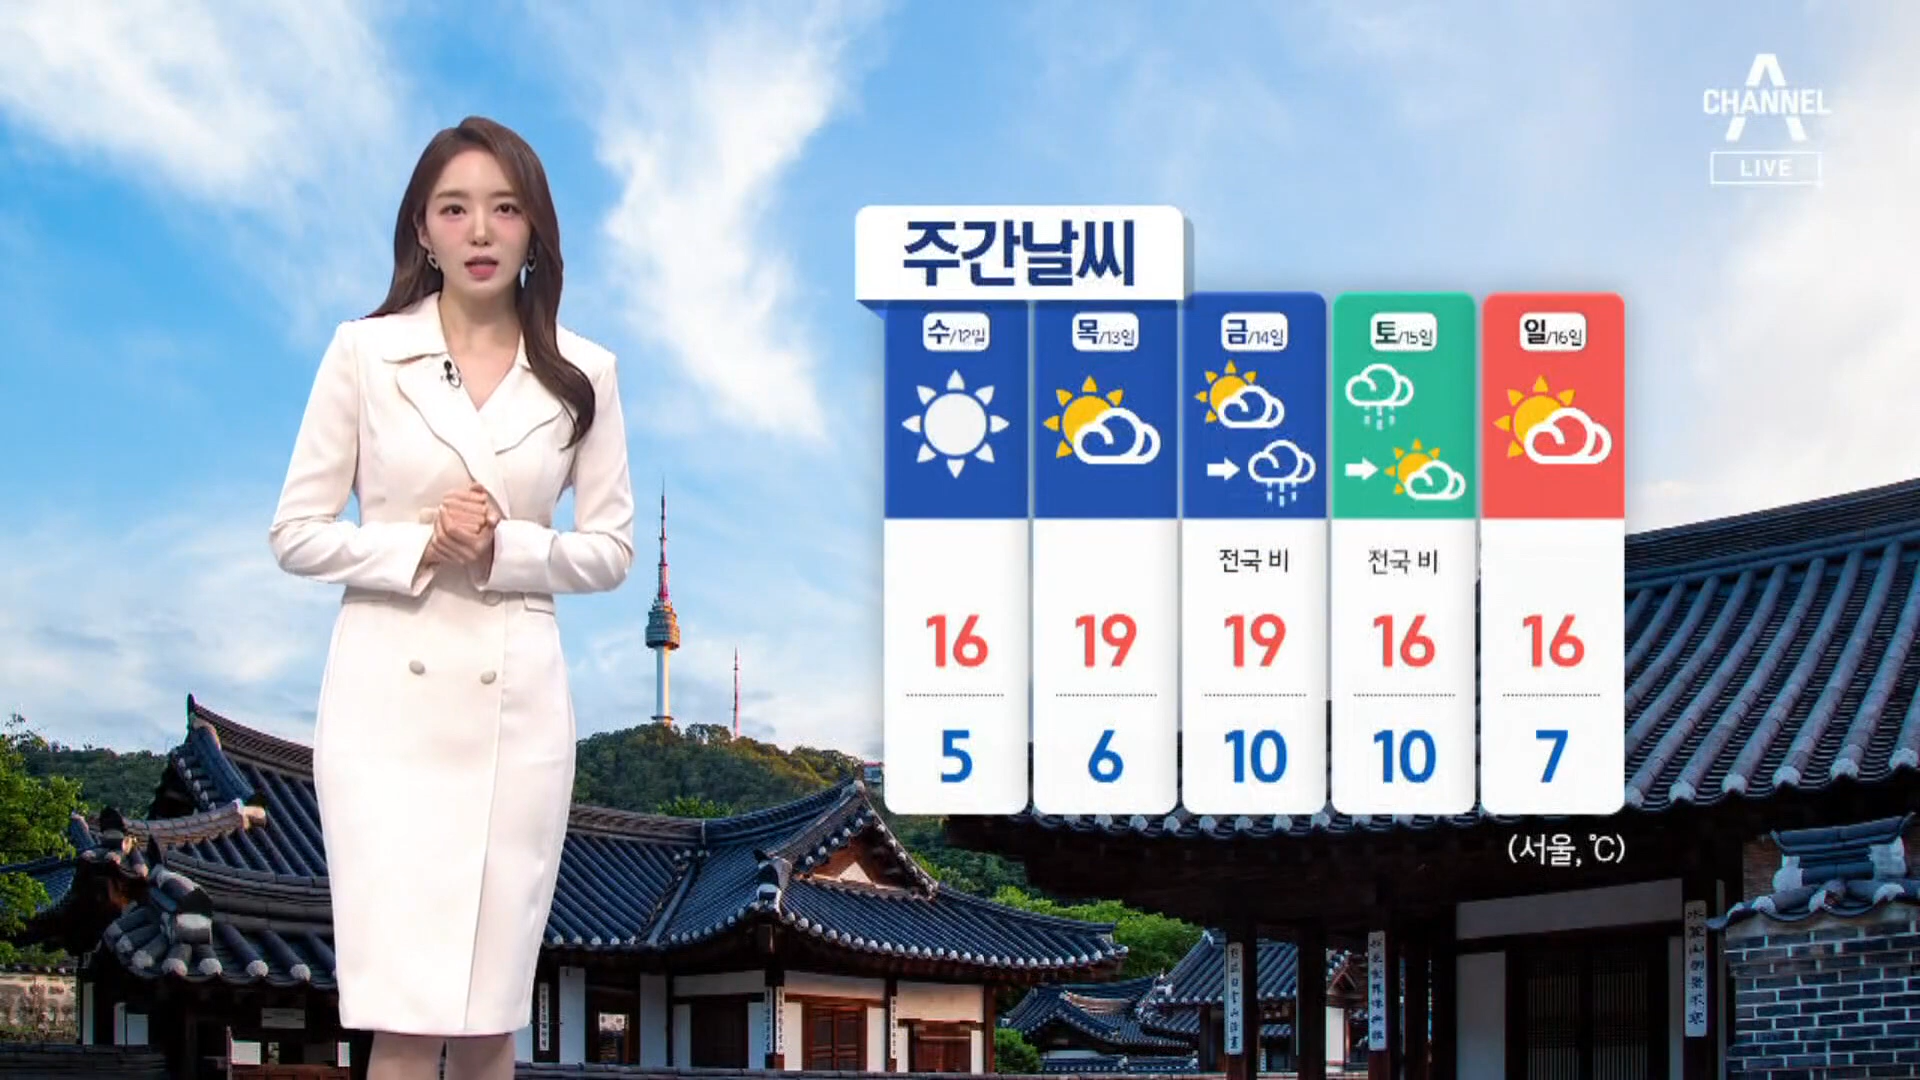 CHANNEL A
LIVE
주간날씨
수/12일 목/13일 금/14일 토/15일 일/16일
전국 비 전국 비
16 19 19 16 16
5 6 10 10 7
(서울, ℃)